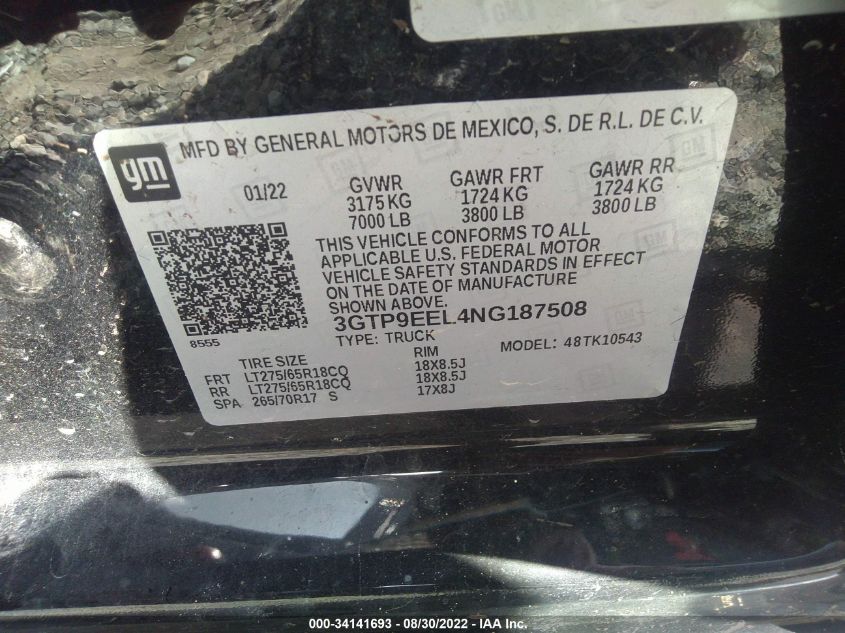 gm
MFD BY GENERAL MOTORS DE MEXICO, S. DE R.L. DE C.V.
01/22 GVWR GAWR FRT GAWR RR
3175 KG 1724 KG 1724 KG
7000 LB 3800 LB 3800 LB
THIS VEHICLE CONFORMS TO ALL
APPLICABLE U.S. FEDERAL MOTOR
VEHICLE SAFETY STANDARDS IN EFFECT
ON THE DATE OF MANUFACTURE
SHOWN ABOVE.
3GTP9EEL4NG187508
8555
TYPE: TRUCK MODEL: 48TK10543
TIRE SIZE RIM
FRT LT275/65R18CQ 18X8.5J
RR LT275/65R18CQ 18X8.5J
SPA 265/70R17 S 17X8J
000-34141693 - 08/30/2022 - IAA Inc.